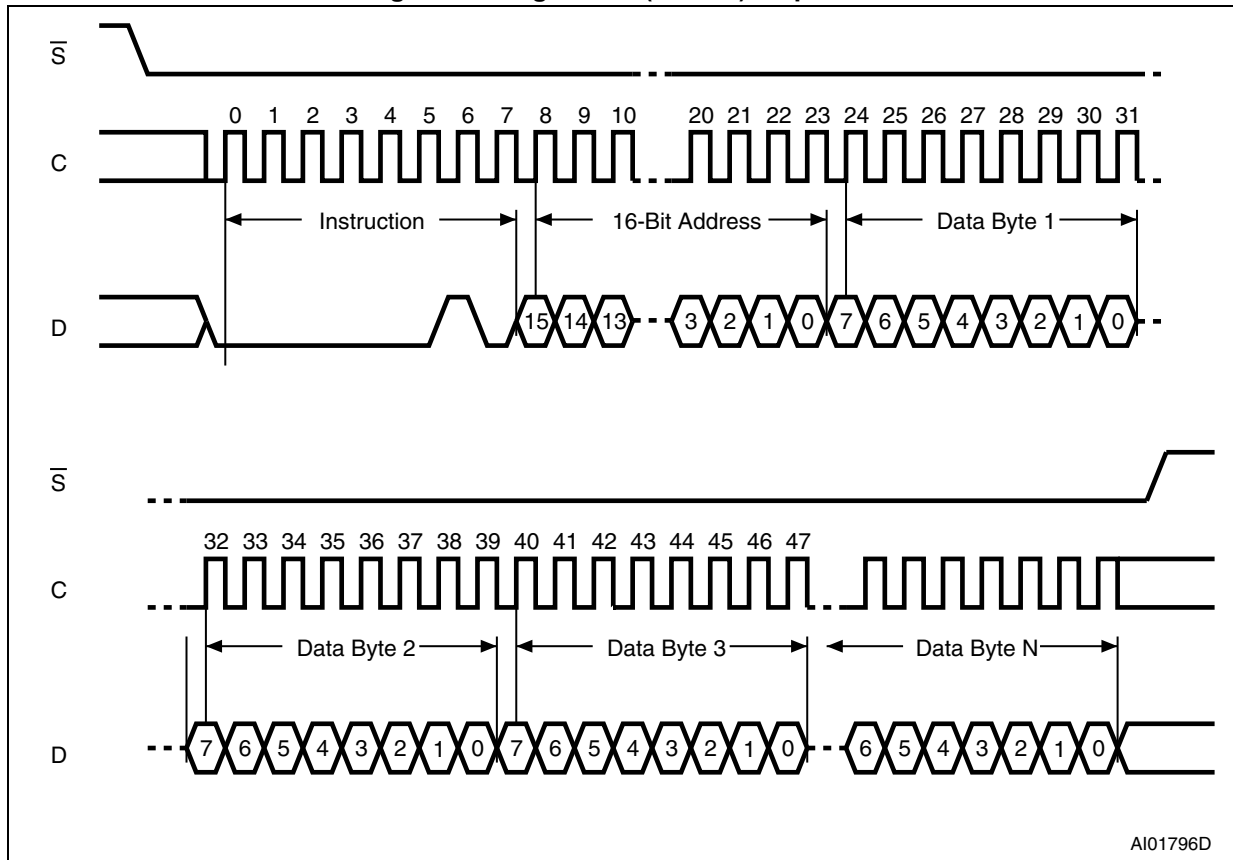 S
0 1 2 3 4 5 6 7 8 9 10 20 21 22 23 24 25 26 27 28 29 30 31
C
Instruction 16-Bit Address Data Byte 1
D
15 14 13 3 2 1 0 7 6 5 4 3 2 1 0
S
32 33 34 35 36 37 38 39 40 41 42 43 44 45 46 47
C
Data Byte 2 Data Byte 3 Data Byte N
D
7 6 5 4 3 2 1 0 7 6 5 4 3 2 1 0 6 5 4 3 2 1 0
AI01796D